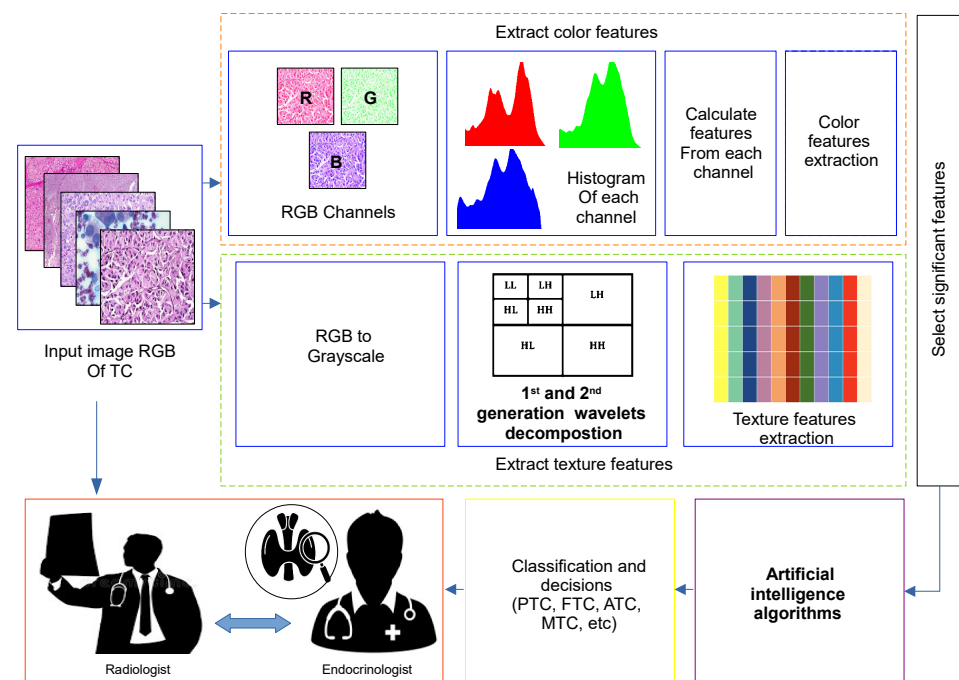 Extract color features
R
G
B
RGB Channels
Histogram
Of each
channel
Calculate
features
From each
channel
Color
features
extraction
Input image RGB
Of TC
RGB to
Grayscale
LL
LH
HL
HH
LH
HL
HH
1st and 2nd
generation wavelets
decompostion
Texture features
extraction
Extract texture features
Select significant features
Radiologist
Endocrinologist
Classification and
decisions
(PTC, FTC, ATC,
MTC, etc)
Artificial
intelligence
algorithms